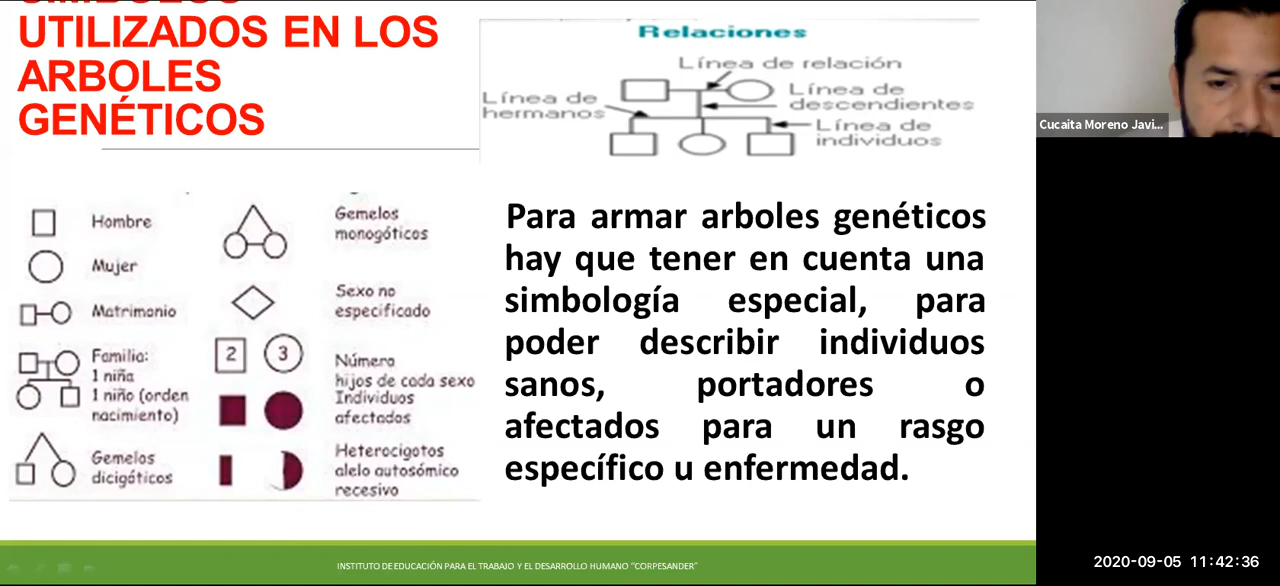 SÍMBOLOS
UTILIZADOS EN LOS
ARBOLES
GENÉTICOS
Relaciones
Línea de relación
Línea de
hermanos
Línea de
descendientes
Línea de
individuos
Hombre
Mujer
Matrimonio
Familia:
1 niña
1 niño (orden
nacimiento)
Gemelos
dicigóticos
Gemelos
monogóticos
Sexo no
especificado
2
3
Número
hijos de cada sexo
Individuos
afectados
Heterocigotos
alelo autosómico
recesivo
Para armar arboles genéticos
hay que tener en cuenta una
simbología especial, para
poder describir individuos
sanos, portadores o
afectados para un rasgo
específico u enfermedad.
INSTITUTO DE EDUCACIÓN PARA EL TRABAJO Y EL DESARROLLO HUMANO "CORPESANDER"
Cucaita Moreno Javi...
2020-09-05 11:42:36